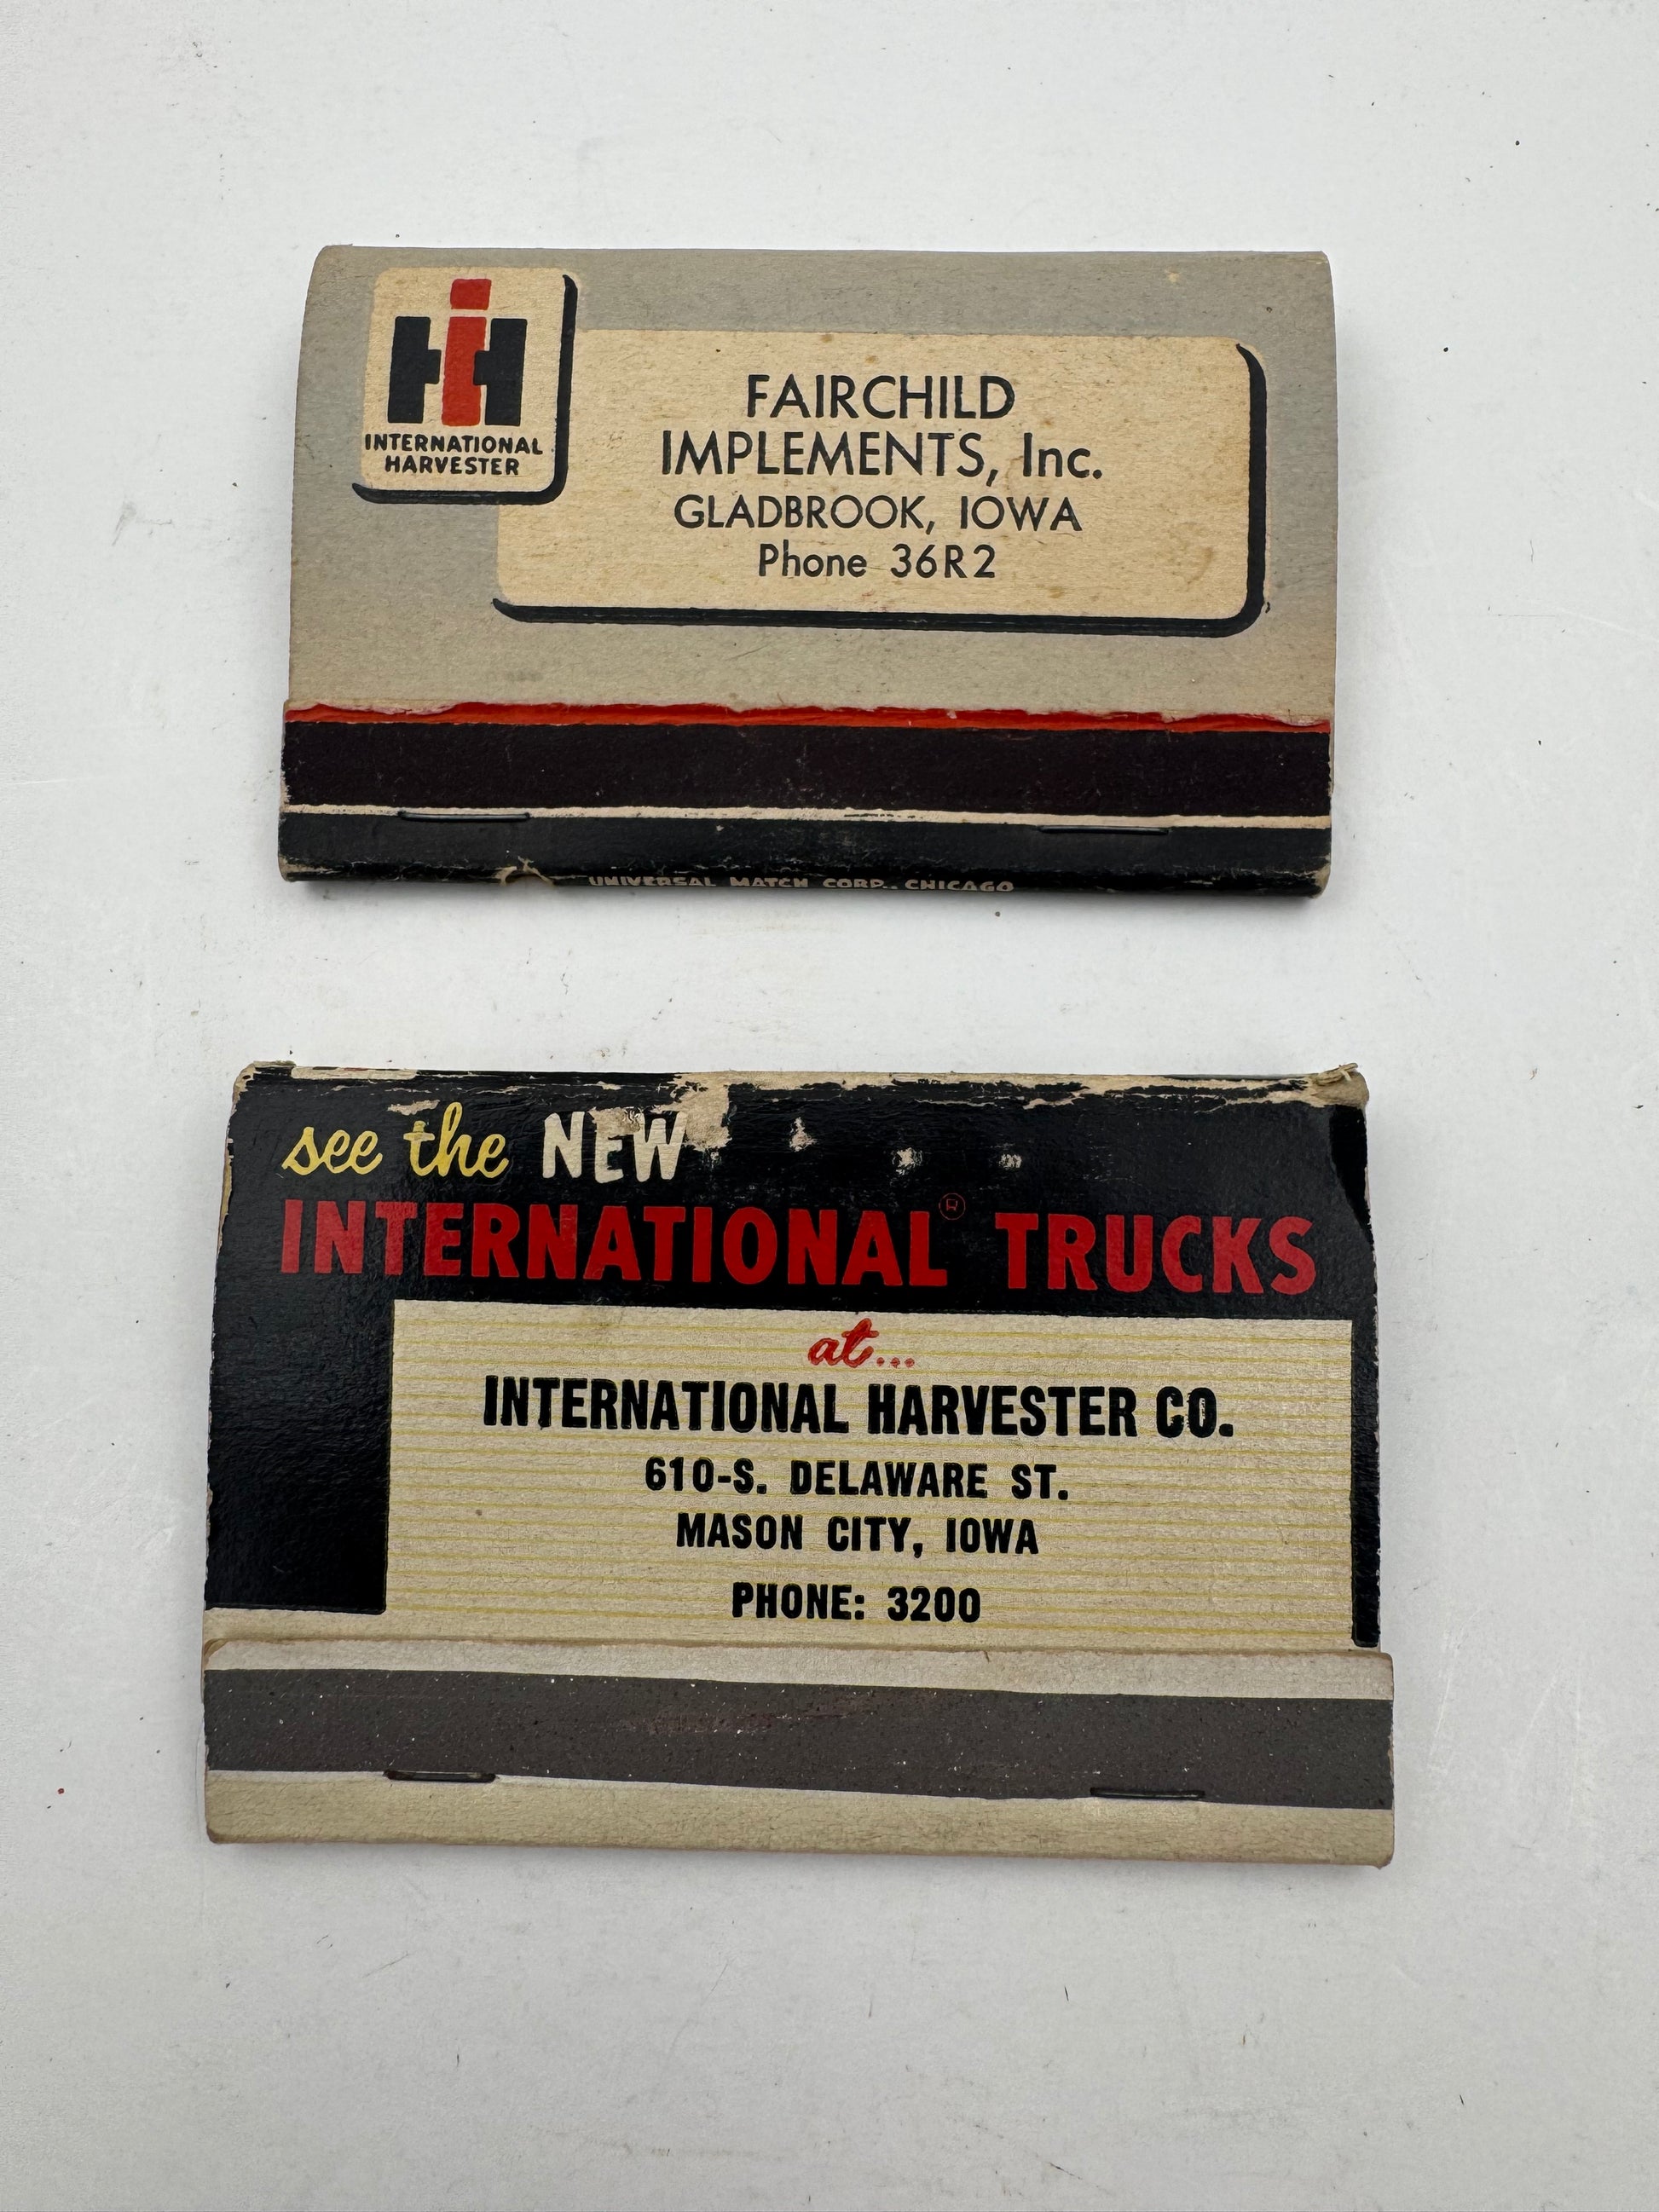 IH
INTERNATIONAL
HARVESTER
FAIRCHILD
IMPLEMENTS, Inc.
GLADBROOK, IOWA
Phone 36R2
UNIVERSAL MATCH CORP., CHICAGO
see the NEW
INTERNATIONAL® TRUCKS
at...
INTERNATIONAL HARVESTER CO.
610-S. DELAWARE ST.
MASON CITY, IOWA
PHONE: 3200